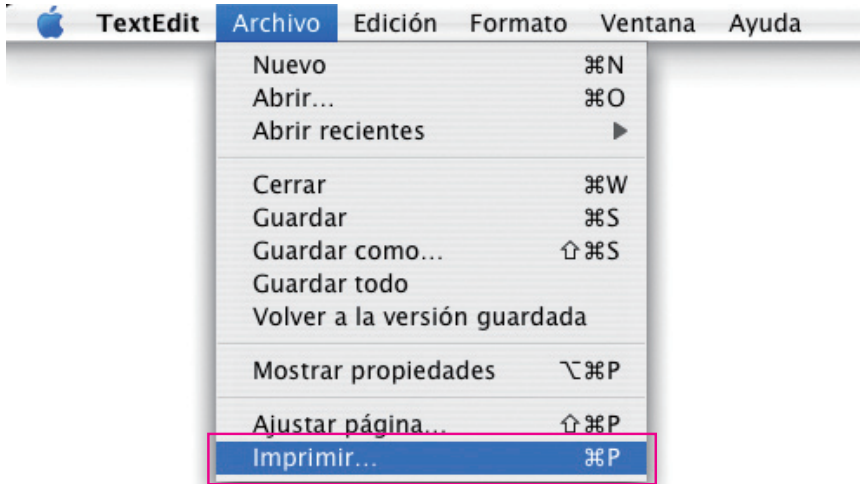 TextEdit Archivo Edición Formato Ventana Ayuda
Nuevo ⌘N
Abrir... ⌘O
Abrir recientes ▶
Cerrar ⌘W
Guardar ⌘S
Guardar como... ⇧⌘S
Guardar todo
Volver a la versión guardada
Mostrar propiedades ⌥⌘P
Ajustar página... ⇧⌘P
Imprimir... ⌘P